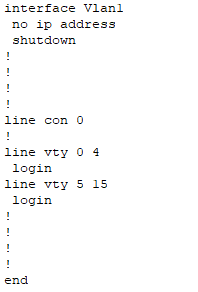 interface Vlan1
 no ip address
 shutdown
!
!
!
!
line con 0
!
line vty 0 4
 login
line vty 5 15
 login
!
!
!
!
end